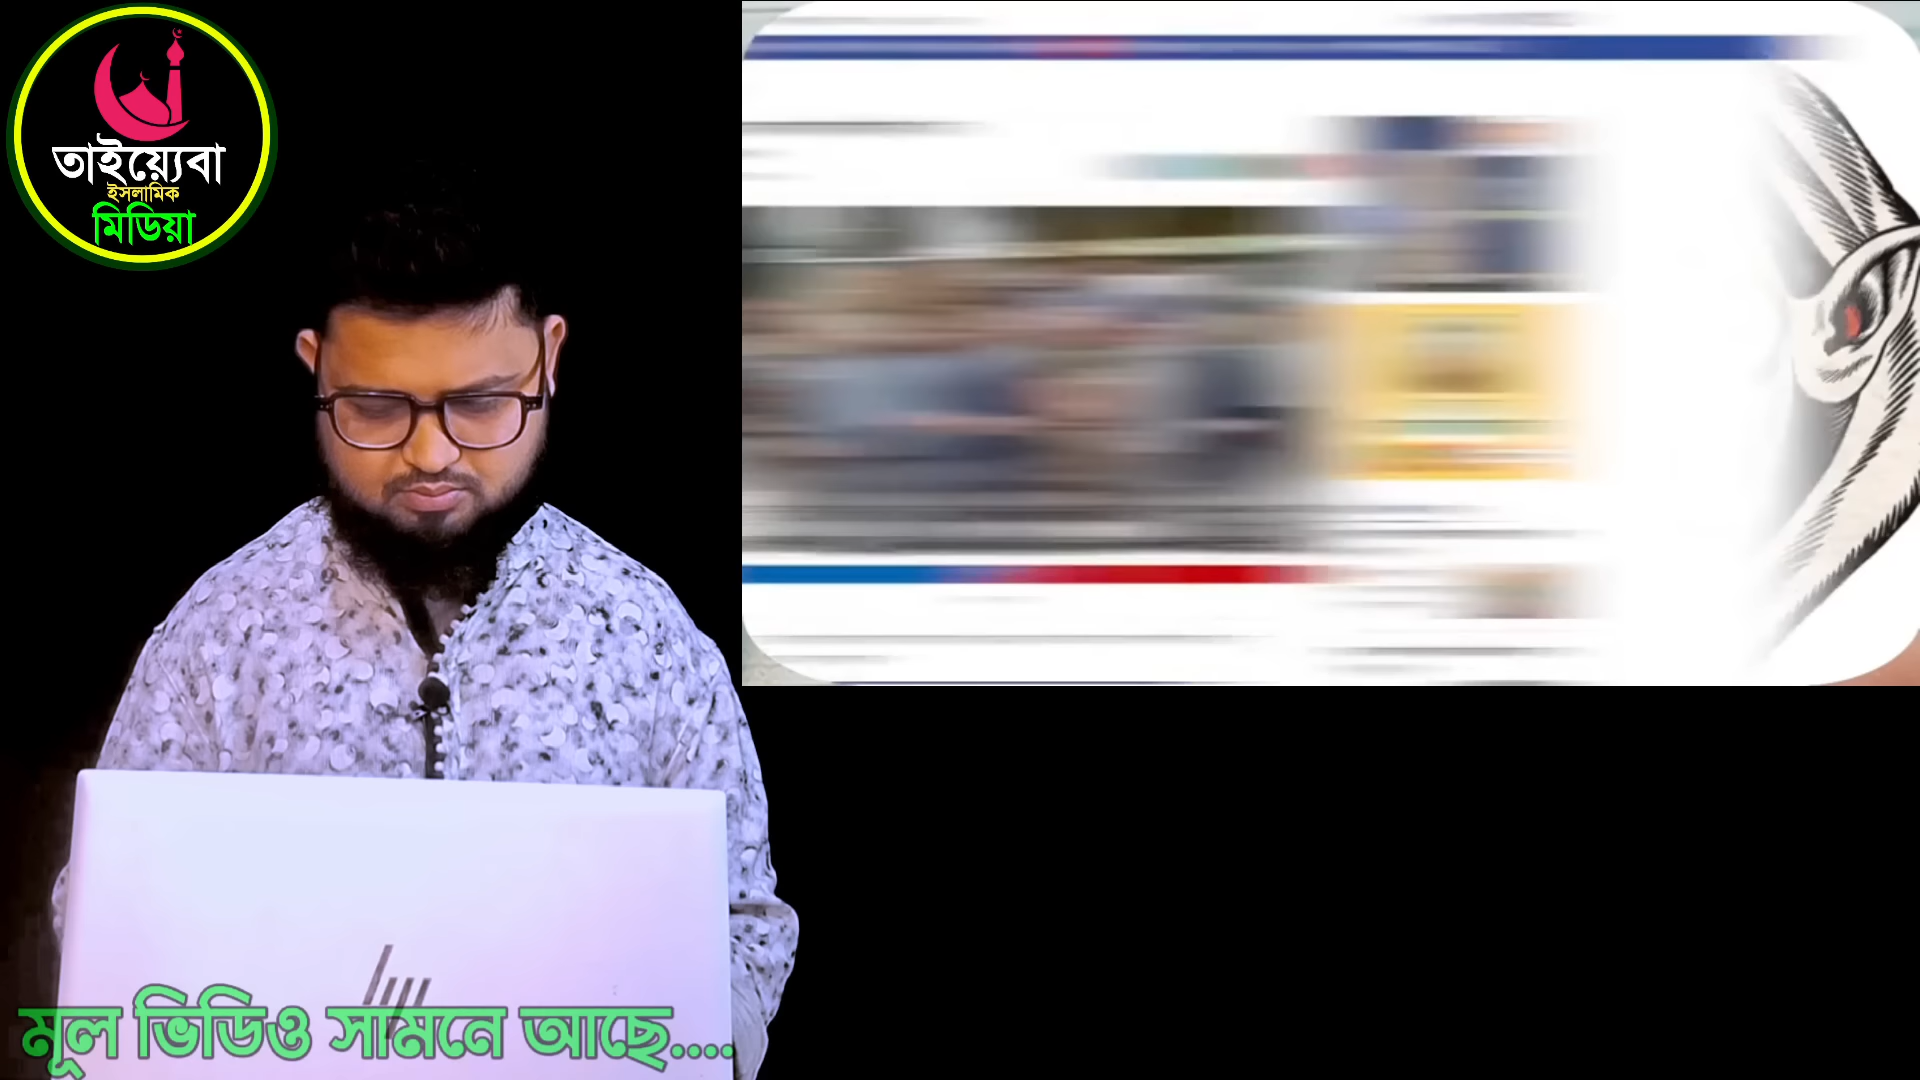 তাইয়্যেবা
ইসলামিক
মিডিয়া
মূল ভিডিও সামনে আছে....